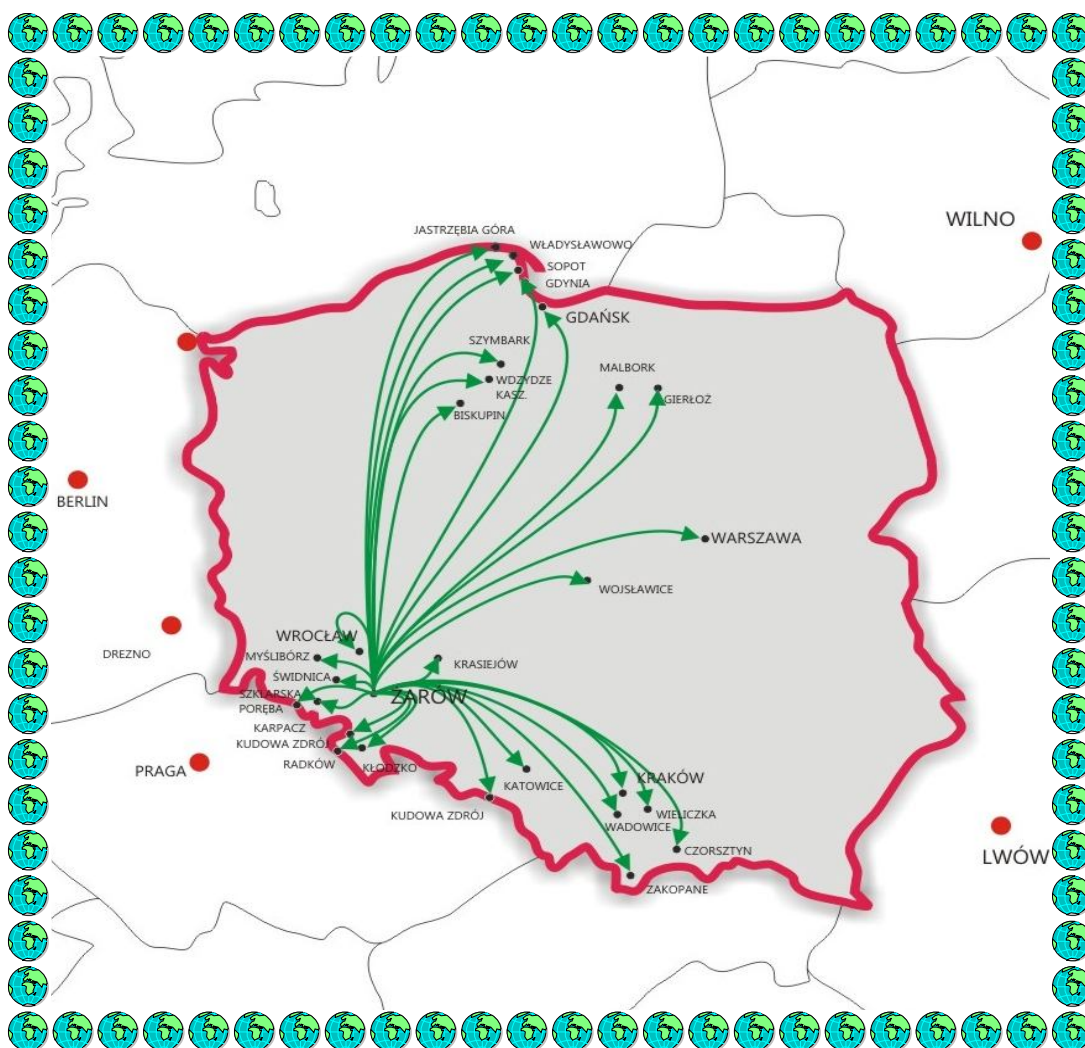 WILNO
JASTRZĘBIA GÓRA
WŁADYSŁAWOWO
SOPOT
GDYNIA
GDAŃSK
SZYMBARK
MALBORK
WDZYDZE
KASZ.
GIERŁOŻ
BISKUPIN
BERLIN
WARSZAWA
WOJSŁAWICE
WROCŁAW
DREZNO
MYŚLIBÓRZ
KRASIEJÓW
ŚWIDNICA
SZKLARSKA
PORĘBA
ŻARÓW
KARPACZ
KUDOWA ZDRÓJ
RADKÓW
KŁODZKO
PRAGA
KATOWICE
KRAKÓW
KUDOWA ZDRÓJ
WIELICZKA
WADOWICE
CZORSZTYN
LWÓW
ZAKOPANE